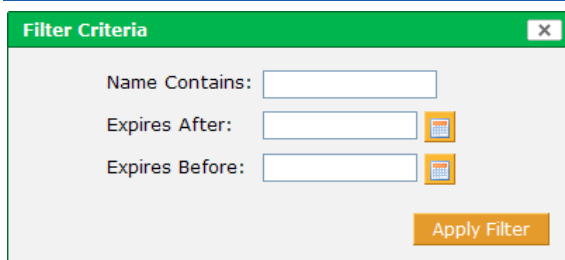 Filter Criteria
Name Contains:
Expires After:
Expires Before:
Apply Filter